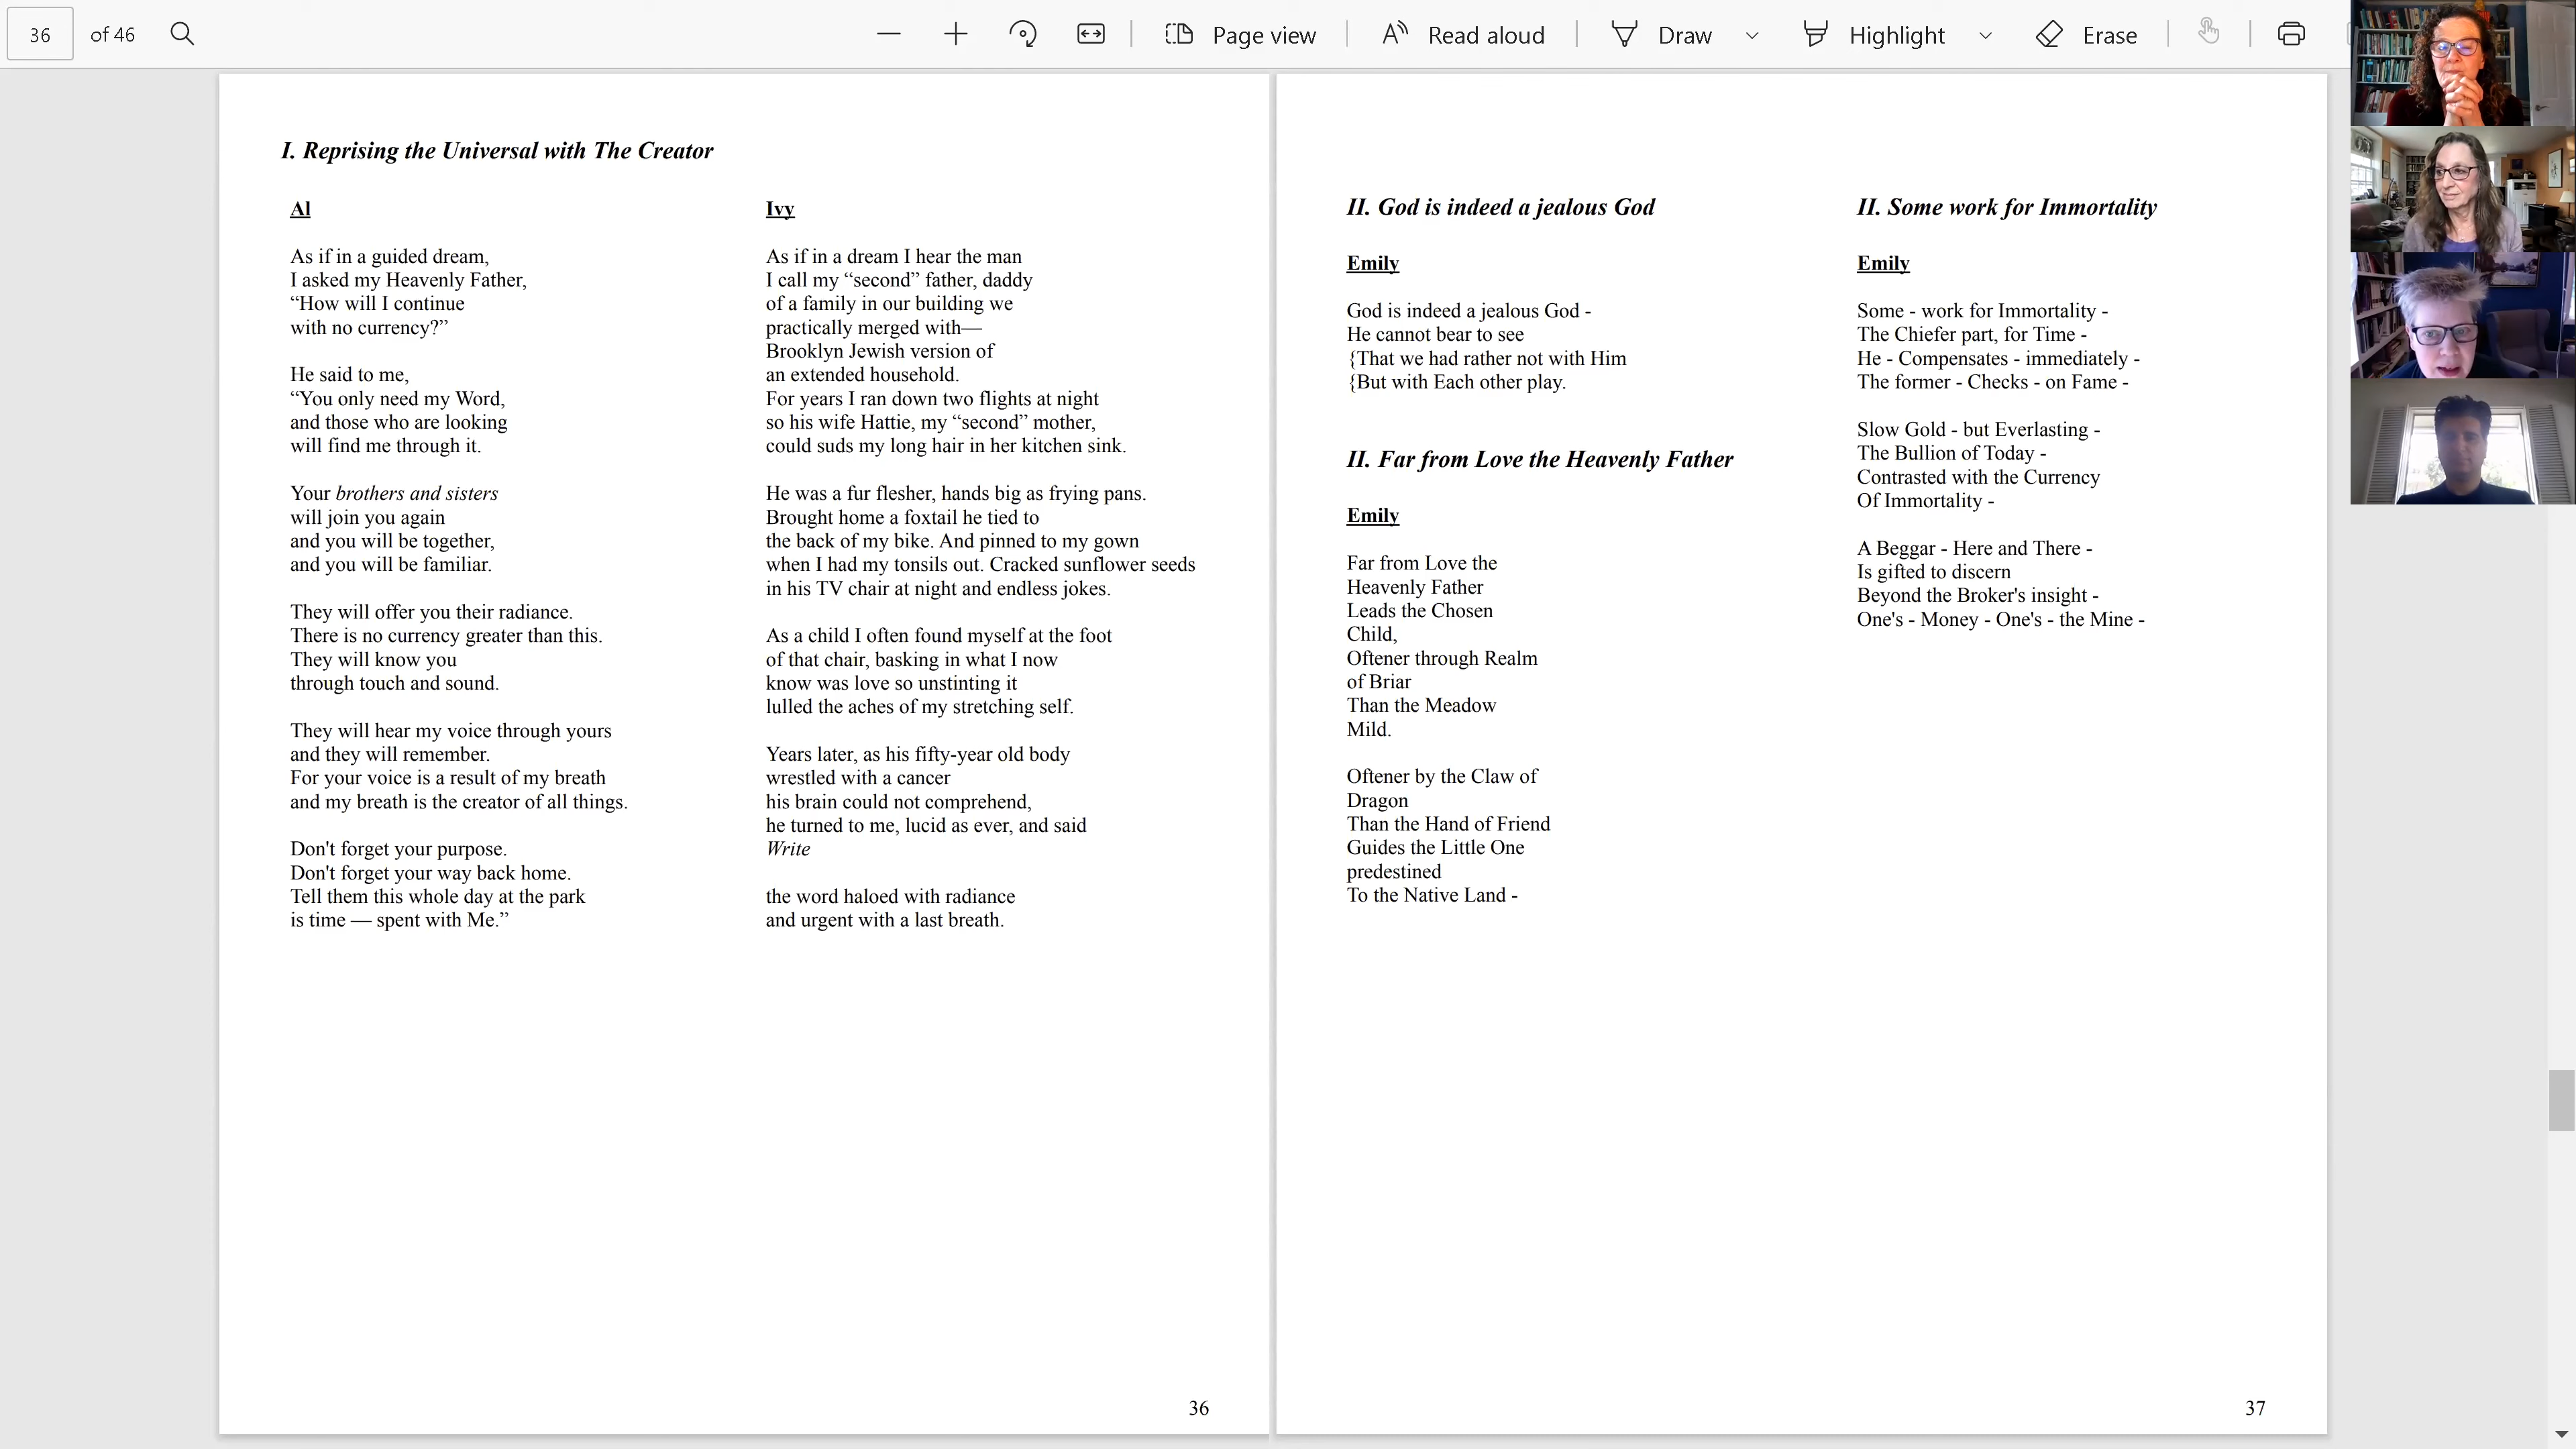 36 of 46 Page view Read aloud Draw Highlight Erase
I. Reprising the Universal with The Creator
Al
As if in a guided dream,
I asked my Heavenly Father,
“How will I continue
with no currency?”
He said to me,
“You only need my Word,
and those who are looking
will find me through it.
Your brothers and sisters
will join you again
and you will be together,
and you will be familiar.
They will offer you their radiance.
There is no currency greater than this.
They will know you
through touch and sound.
They will hear my voice through yours
and they will remember.
For your voice is a result of my breath
and my breath is the creator of all things.
Don't forget your purpose.
Don't forget your way back home.
Tell them this whole day at the park
is time — spent with Me.”
Ivy
As if in a dream I hear the man
I call my “second” father, daddy
of a family in our building we
practically merged with—
Brooklyn Jewish version of
an extended household.
For years I ran down two flights at night
so his wife Hattie, my “second” mother,
could suds my long hair in her kitchen sink.
He was a fur flesher, hands big as frying pans.
Brought home a foxtail he tied to
the back of my bike. And pinned to my gown
when I had my tonsils out. Cracked sunflower seeds
in his TV chair at night and endless jokes.
As a child I often found myself at the foot
of that chair, basking in what I now
know was love so unstinting it
lulled the aches of my stretching self.
Years later, as his fifty-year old body
wrestled with a cancer
his brain could not comprehend,
he turned to me, lucid as ever, and said
Write
the word haloed with radiance
and urgent with a last breath.
36
II. God is indeed a jealous God
Emily
God is indeed a jealous God -
He cannot bear to see
{That we had rather not with Him
{But with Each other play.
II. Far from Love the Heavenly Father
Emily
Far from Love the
Heavenly Father
Leads the Chosen
Child,
Oftener through Realm
of Briar
Than the Meadow
Mild.
Oftener by the Claw of
Dragon
Than the Hand of Friend
Guides the Little One
predestined
To the Native Land -
II. Some work for Immortality
Emily
Some - work for Immortality -
The Chiefer part, for Time -
He - Compensates - immediately -
The former - Checks - on Fame -
Slow Gold - but Everlasting -
The Bullion of Today -
Contrasted with the Currency
Of Immortality -
A Beggar - Here and There -
Is gifted to discern
Beyond the Broker's insight -
One's - Money - One's - the Mine -
37